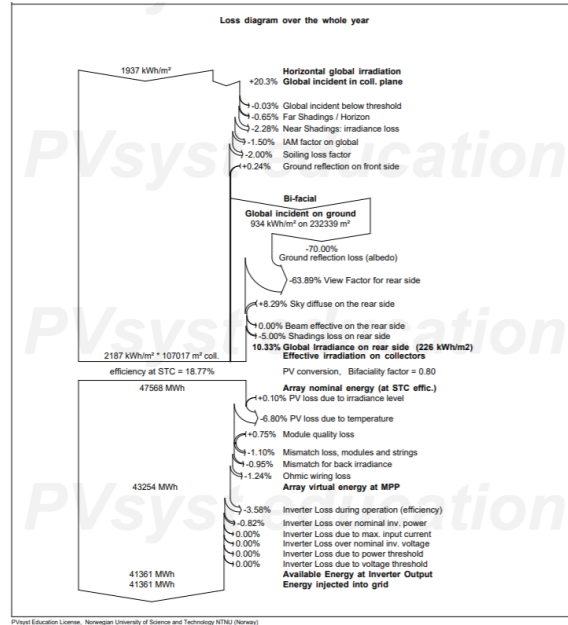 Loss diagram over the whole year
1937 kWh/m² Horizontal global irradiation
+20.3% Global incident in coll. plane
-0.03% Global incident below threshold
-0.65% Far Shadings / Horizon
-2.28% Near Shadings: irradiance loss
-1.50% IAM factor on global
-2.00% Soiling loss factor
+0.24% Ground reflection on front side
Bi-facial
Global incident on ground
934 kWh/m² on 232339 m²
-70.00%
Ground reflection loss (albedo)
-63.89% View Factor for rear side
+8.29% Sky diffuse on the rear side
0.00% Beam effective on the rear side
-5.00% Shadings loss on rear side
10.33% Global Irradiance on rear side (226 kWh/m2)
2187 kWh/m² * 107017 m² coll. Effective irradiation on collectors
efficiency at STC = 18.77% PV conversion, Bifaciality factor = 0.80
47568 MWh Array nominal energy (at STC effic.)
+0.10% PV loss due to irradiance level
-6.80% PV loss due to temperature
+0.75% Module quality loss
-1.10% Mismatch loss, modules and strings
-0.95% Mismatch for back irradiance
-1.24% Ohmic wiring loss
43254 MWh Array virtual energy at MPP
-3.58% Inverter Loss during operation (efficiency)
-0.82% Inverter Loss over nominal inv. power
0.00% Inverter Loss due to max. input current
0.00% Inverter Loss over nominal inv. voltage
0.00% Inverter Loss due to power threshold
0.00% Inverter Loss due to voltage threshold
41361 MWh Available Energy at Inverter Output
41361 MWh Energy injected into grid
PVsyst education
PVsyst education
PVsyst education
PVsyst Education License, Norwegian University of Science and Technology NTNU (Norway)